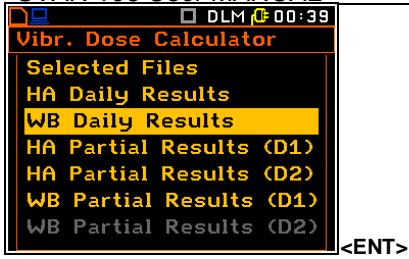 DLM 00:39
Vibr. Dose Calculator
Selected Files
HA Daily Results
WB Daily Results
HA Partial Results (D1)
HA Partial Results (D2)
WB Partial Results (D1)
WB Partial Results (D2)
<ENT>